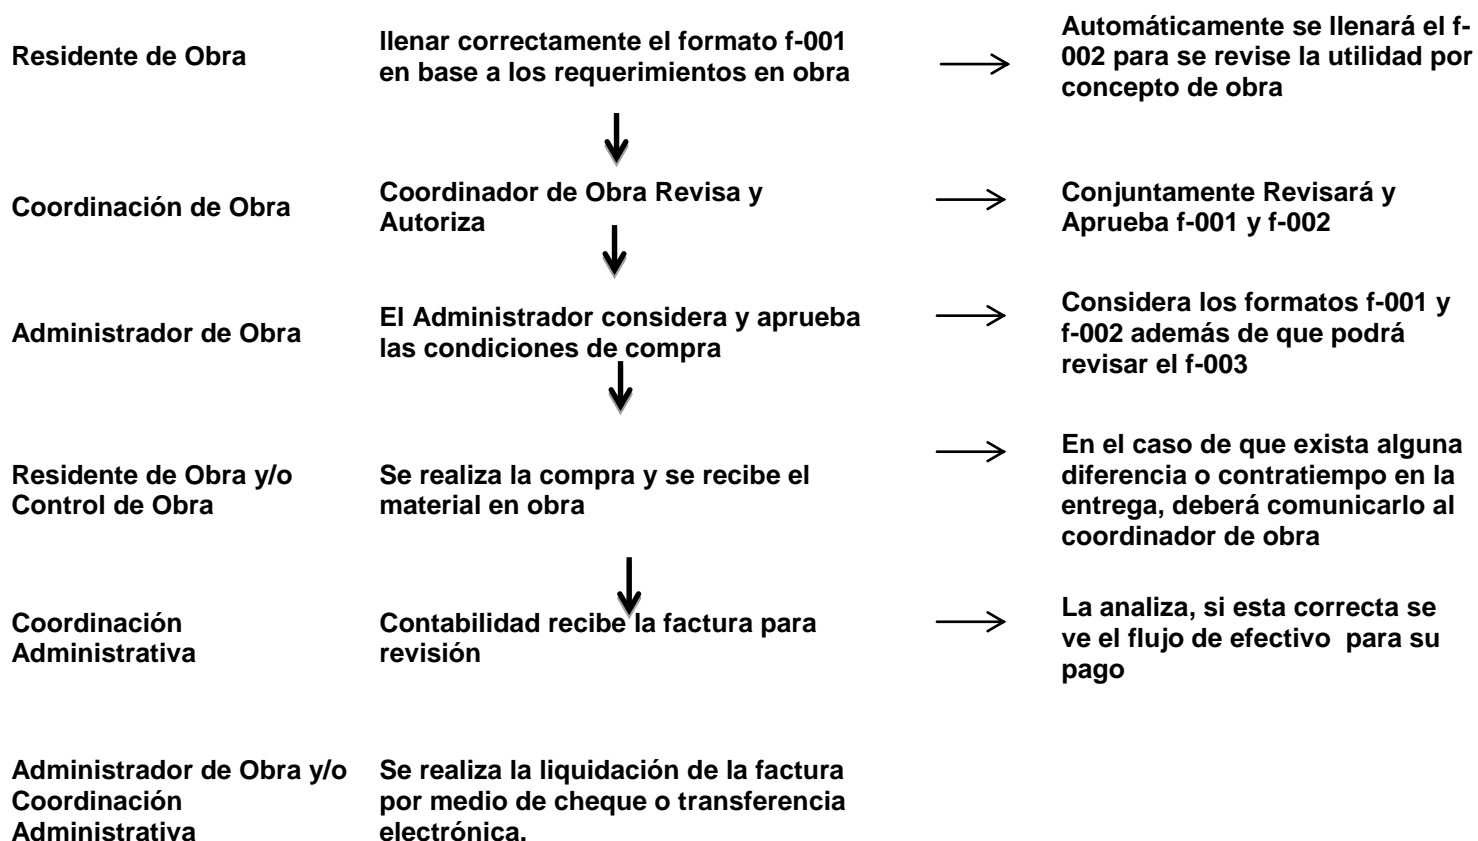 Residente de Obra
llenar correctamente el formato f-001
en base a los requerimientos en obra
Automáticamente se llenará el f-
002 para se revise la utilidad por
concepto de obra
Coordinación de Obra
Coordinador de Obra Revisa y
Autoriza
Conjuntamente Revisará y
Aprueba f-001 y f-002
Administrador de Obra
El Administrador considera y aprueba
las condiciones de compra
Considera los formatos f-001 y
f-002 además de que podrá
revisar el f-003
Residente de Obra y/o
Control de Obra
Se realiza la compra y se recibe el
material en obra
En el caso de que exista alguna
diferencia o contratiempo en la
entrega, deberá comunicarlo al
coordinador de obra
Coordinación
Administrativa
Contabilidad recibe la factura para
revisión
La analiza, si esta correcta se
ve el flujo de efectivo  para su
pago
Administrador de Obra y/o
Coordinación
Administrativa
Se realiza la liquidación de la factura
por medio de cheque o transferencia
electrónica.